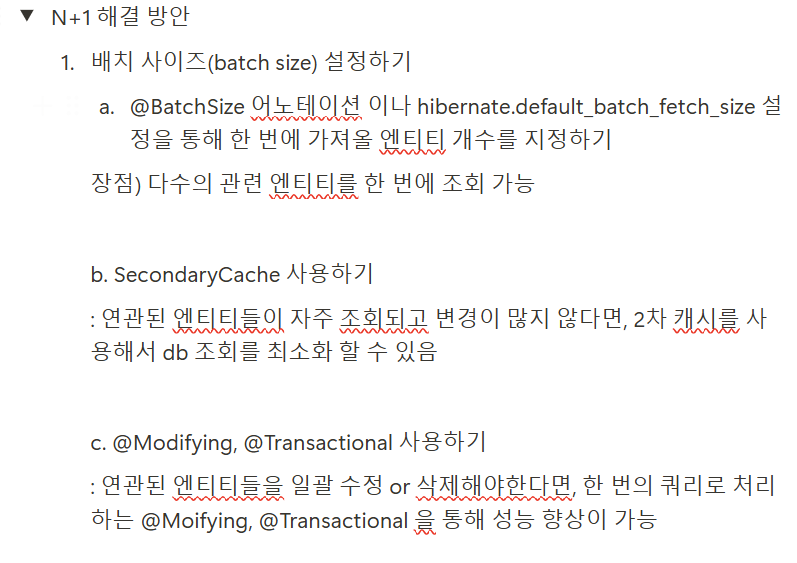 ▼ N+1 해결 방안
1. 배치 사이즈(batch size) 설정하기
a. @BatchSize 어노테이션 이나 hibernate.default_batch_fetch_size 설
정을 통해 한 번에 가져올 엔티티 개수를 지정하기
장점) 다수의 관련 엔티티를 한 번에 조회 가능
b. SecondaryCache 사용하기
: 연관된 엔티티들이 자주 조회되고 변경이 많지 않다면, 2차 캐시를 사
용해서 db 조회를 최소화 할 수 있음
c. @Modifying, @Transactional 사용하기
: 연관된 엔티티들을 일괄 수정 or 삭제해야한다면, 한 번의 쿼리로 처리
하는 @Moifying, @Transactional 을 통해 성능 향상이 가능